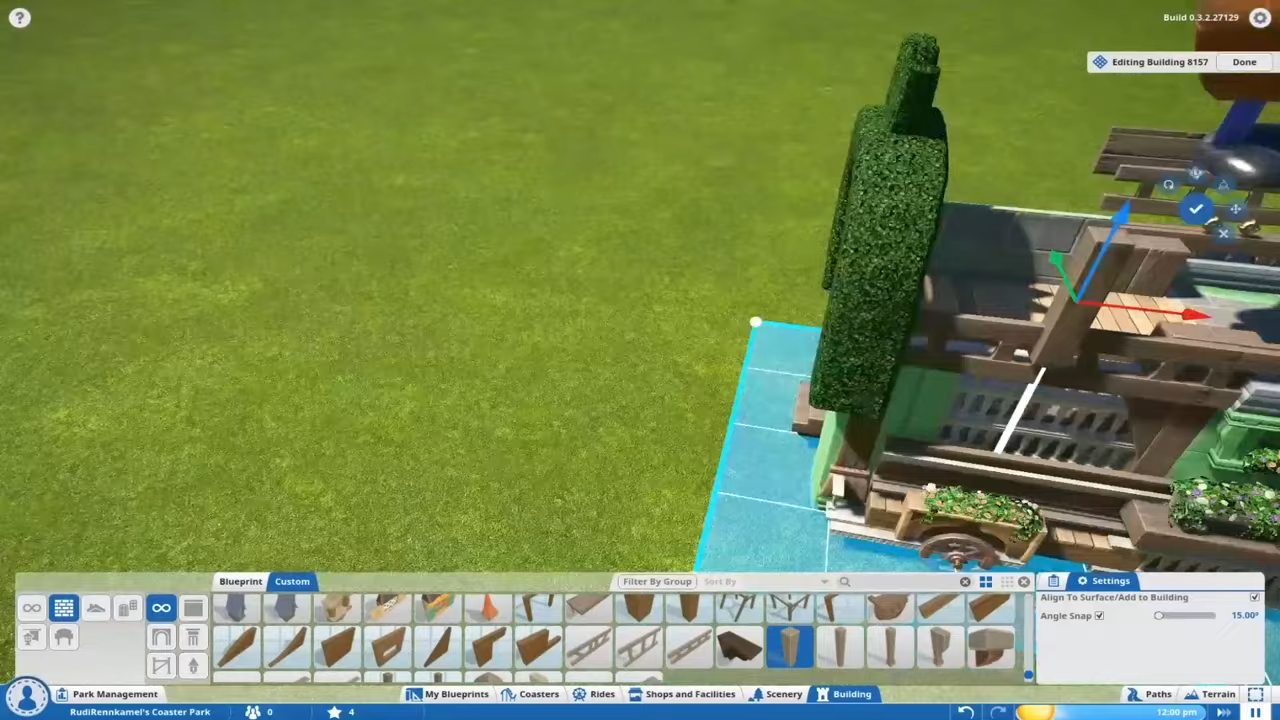 ?
Build 0.3.2.27129
Editing Building 8157
Done
Blueprint
Custom
Filter By Group
Sort By
Settings
Align To Surface/Add to Building
Angle Snap
15.00°
Park Management
My Blueprints
Coasters
Rides
Shops and Facilities
Scenery
Building
Paths
Terrain
RudiRennkamel's Coaster Park
0
4
12:00 pm